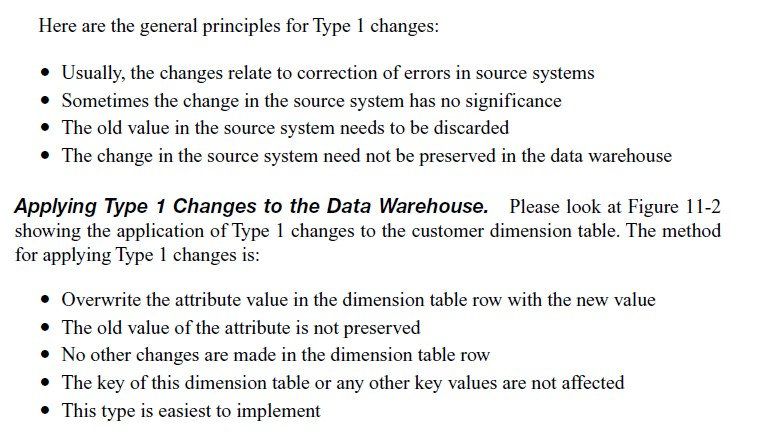 Here are the general principles for Type 1 changes:
• Usually, the changes relate to correction of errors in source systems
• Sometimes the change in the source system has no significance
• The old value in the source system needs to be discarded
• The change in the source system need not be preserved in the data warehouse
Applying Type 1 Changes to the Data Warehouse. Please look at Figure 11-2
showing the application of Type 1 changes to the customer dimension table. The method
for applying Type 1 changes is:
• Overwrite the attribute value in the dimension table row with the new value
• The old value of the attribute is not preserved
• No other changes are made in the dimension table row
• The key of this dimension table or any other key values are not affected
• This type is easiest to implement